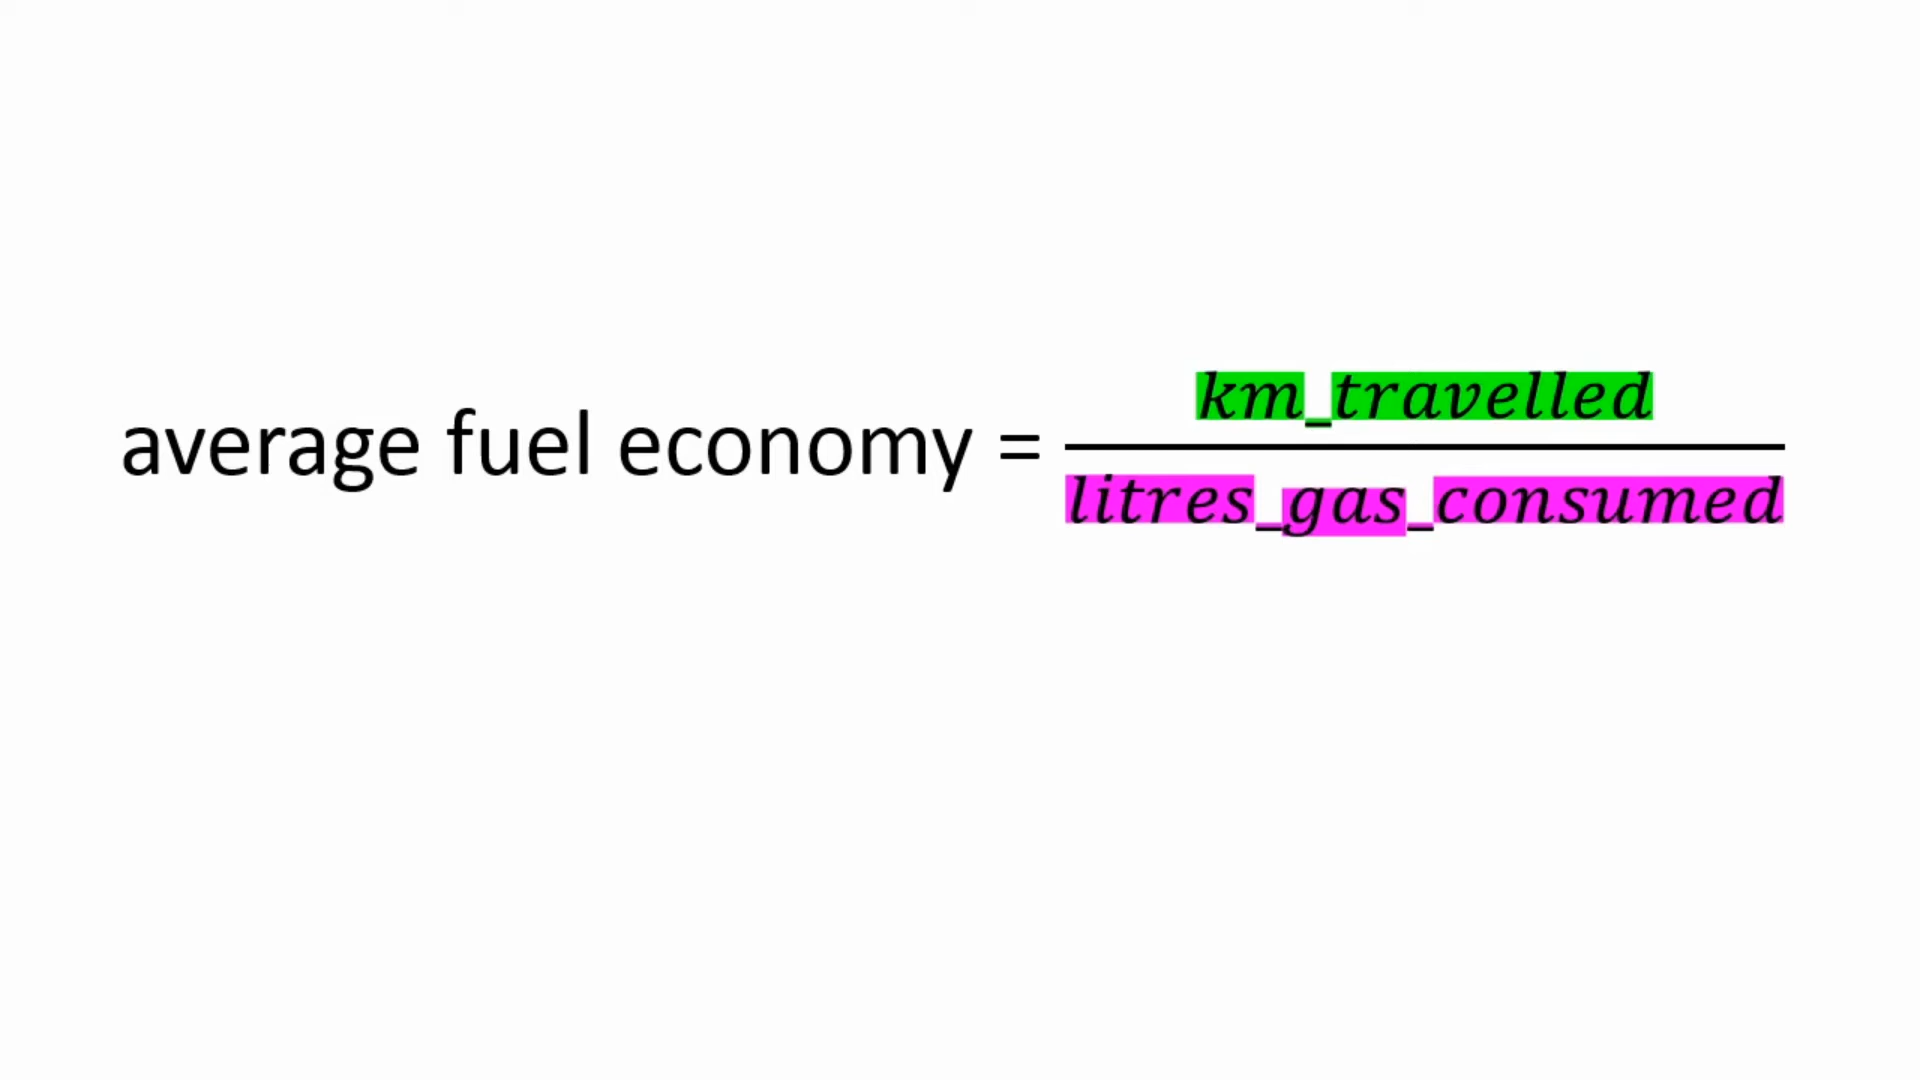 average fuel economy =
km_travelled
litres_gas_consumed